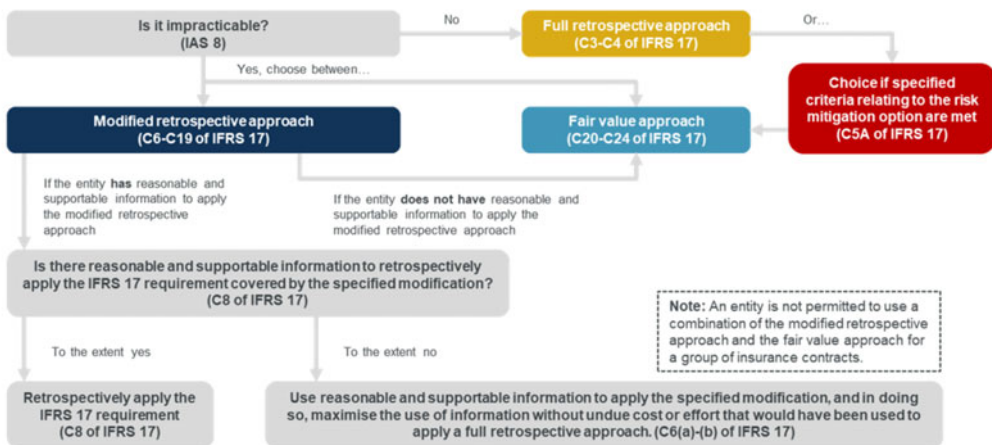 Is it impracticable?
(IAS 8)
No
Full retrospective approach
(C3-C4 of IFRS 17)
Or…
Yes, choose between…
Choice if specified
criteria relating to the risk
mitigation option are met
(C5A of IFRS 17)
Modified retrospective approach
(C6-C19 of IFRS 17)
Fair value approach
(C20-C24 of IFRS 17)
If the entity has reasonable and
supportable information to apply
the modified retrospective
approach
If the entity does not have reasonable and
supportable information to apply the
modified retrospective approach
Is there reasonable and supportable information to retrospectively
apply the IFRS 17 requirement covered by the specified modification?
(C8 of IFRS 17)
Note: An entity is not permitted to use a
combination of the modified retrospective
approach and the fair value approach for
a group of insurance contracts.
To the extent yes
To the extent no
Retrospectively apply the
IFRS 17 requirement
(C8 of IFRS 17)
Use reasonable and supportable information to apply the specified modification, and in doing
so, maximise the use of information without undue cost or effort that would have been used to
apply a full retrospective approach. (C6(a)-(b) of IFRS 17)